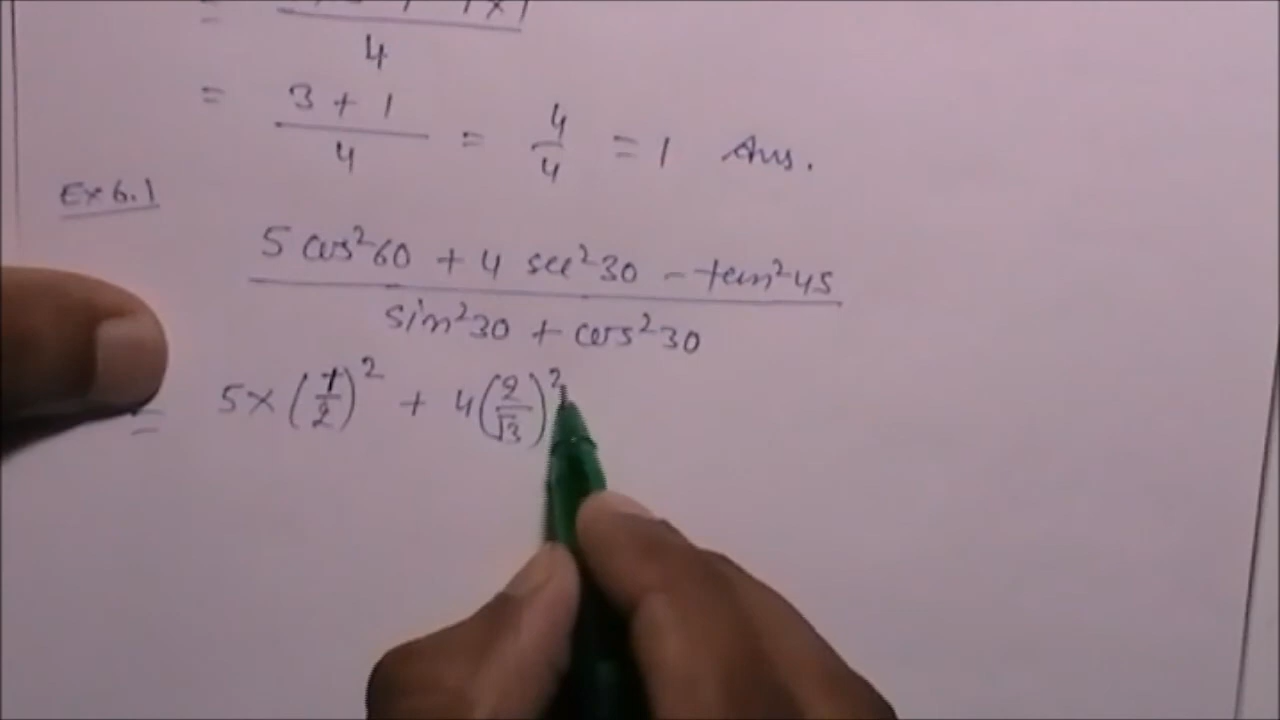 =
4
= 3 + 1 / 4 = 4/4 = 1 Ans.
Ex 6.1
5 cos²60 + 4 sec²30 - tan²45
sin²30 + cos²30
= 5 × (1/2)² + 4(2/√3)²